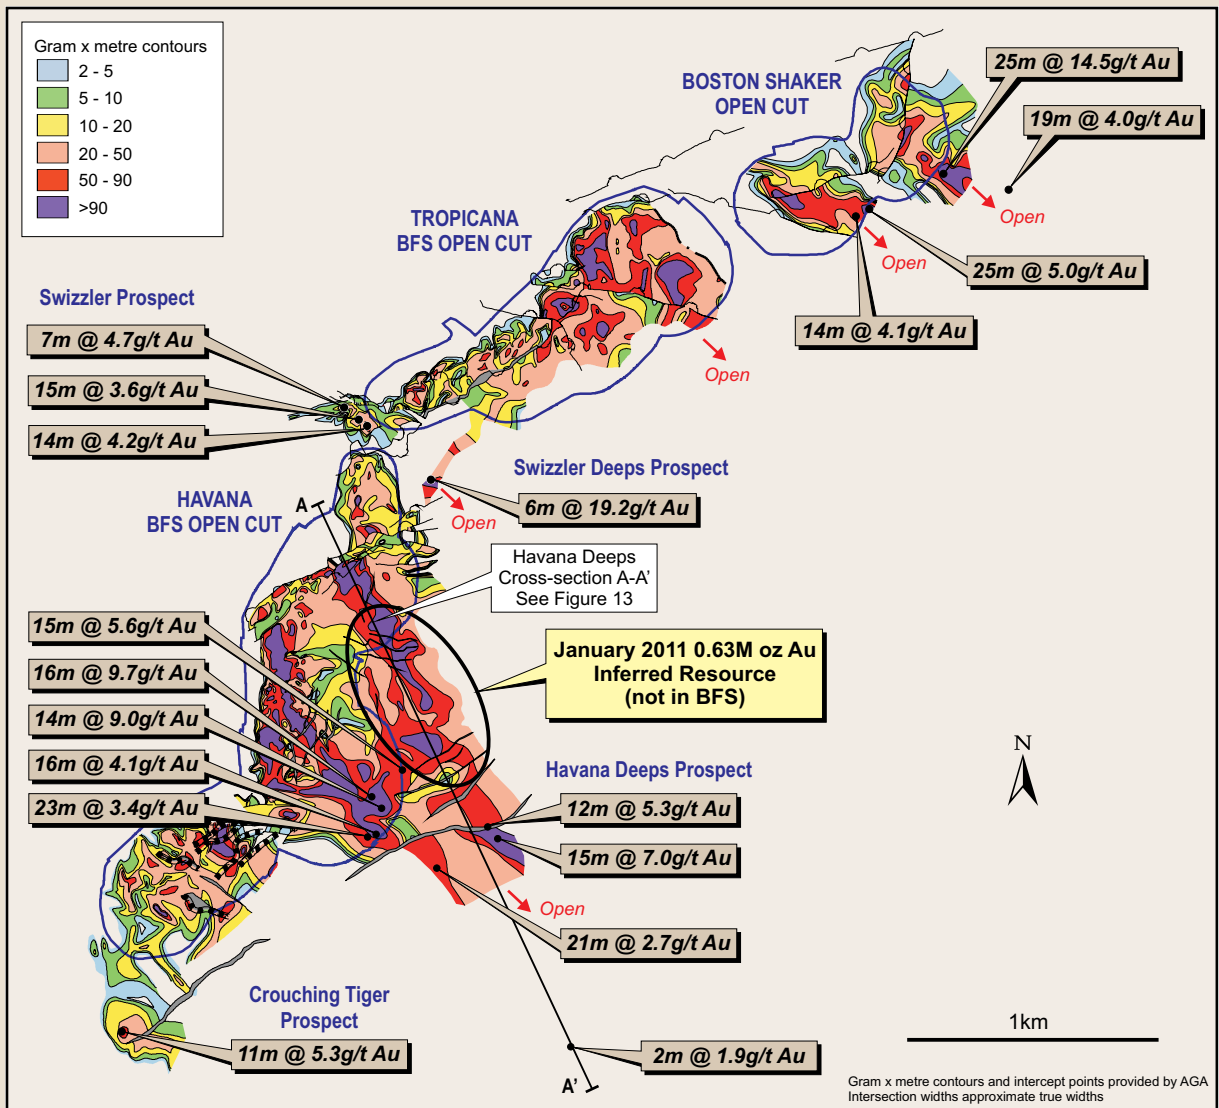 Gram x metre contours
2 - 5
5 - 10
10 - 20
20 - 50
50 - 90
>90
BOSTON SHAKER
OPEN CUT
25m @ 14.5g/t Au
19m @ 4.0g/t Au
Open
TROPICANA
BFS OPEN CUT
Open
25m @ 5.0g/t Au
14m @ 4.1g/t Au
Open
Swizzler Prospect
7m @ 4.7g/t Au
15m @ 3.6g/t Au
14m @ 4.2g/t Au
Swizzler Deeps Prospect
6m @ 19.2g/t Au
Open
HAVANA
BFS OPEN CUT
A
Havana Deeps
Cross-section A-A'
See Figure 13
January 2011 0.63M oz Au
Inferred Resource
(not in BFS)
15m @ 5.6g/t Au
16m @ 9.7g/t Au
14m @ 9.0g/t Au
16m @ 4.1g/t Au
23m @ 3.4g/t Au
N
Havana Deeps Prospect
12m @ 5.3g/t Au
15m @ 7.0g/t Au
Open
21m @ 2.7g/t Au
Crouching Tiger
Prospect
11m @ 5.3g/t Au
2m @ 1.9g/t Au
A'
1km
Gram x metre contours and intercept points provided by AGA
Intersection widths approximate true widths